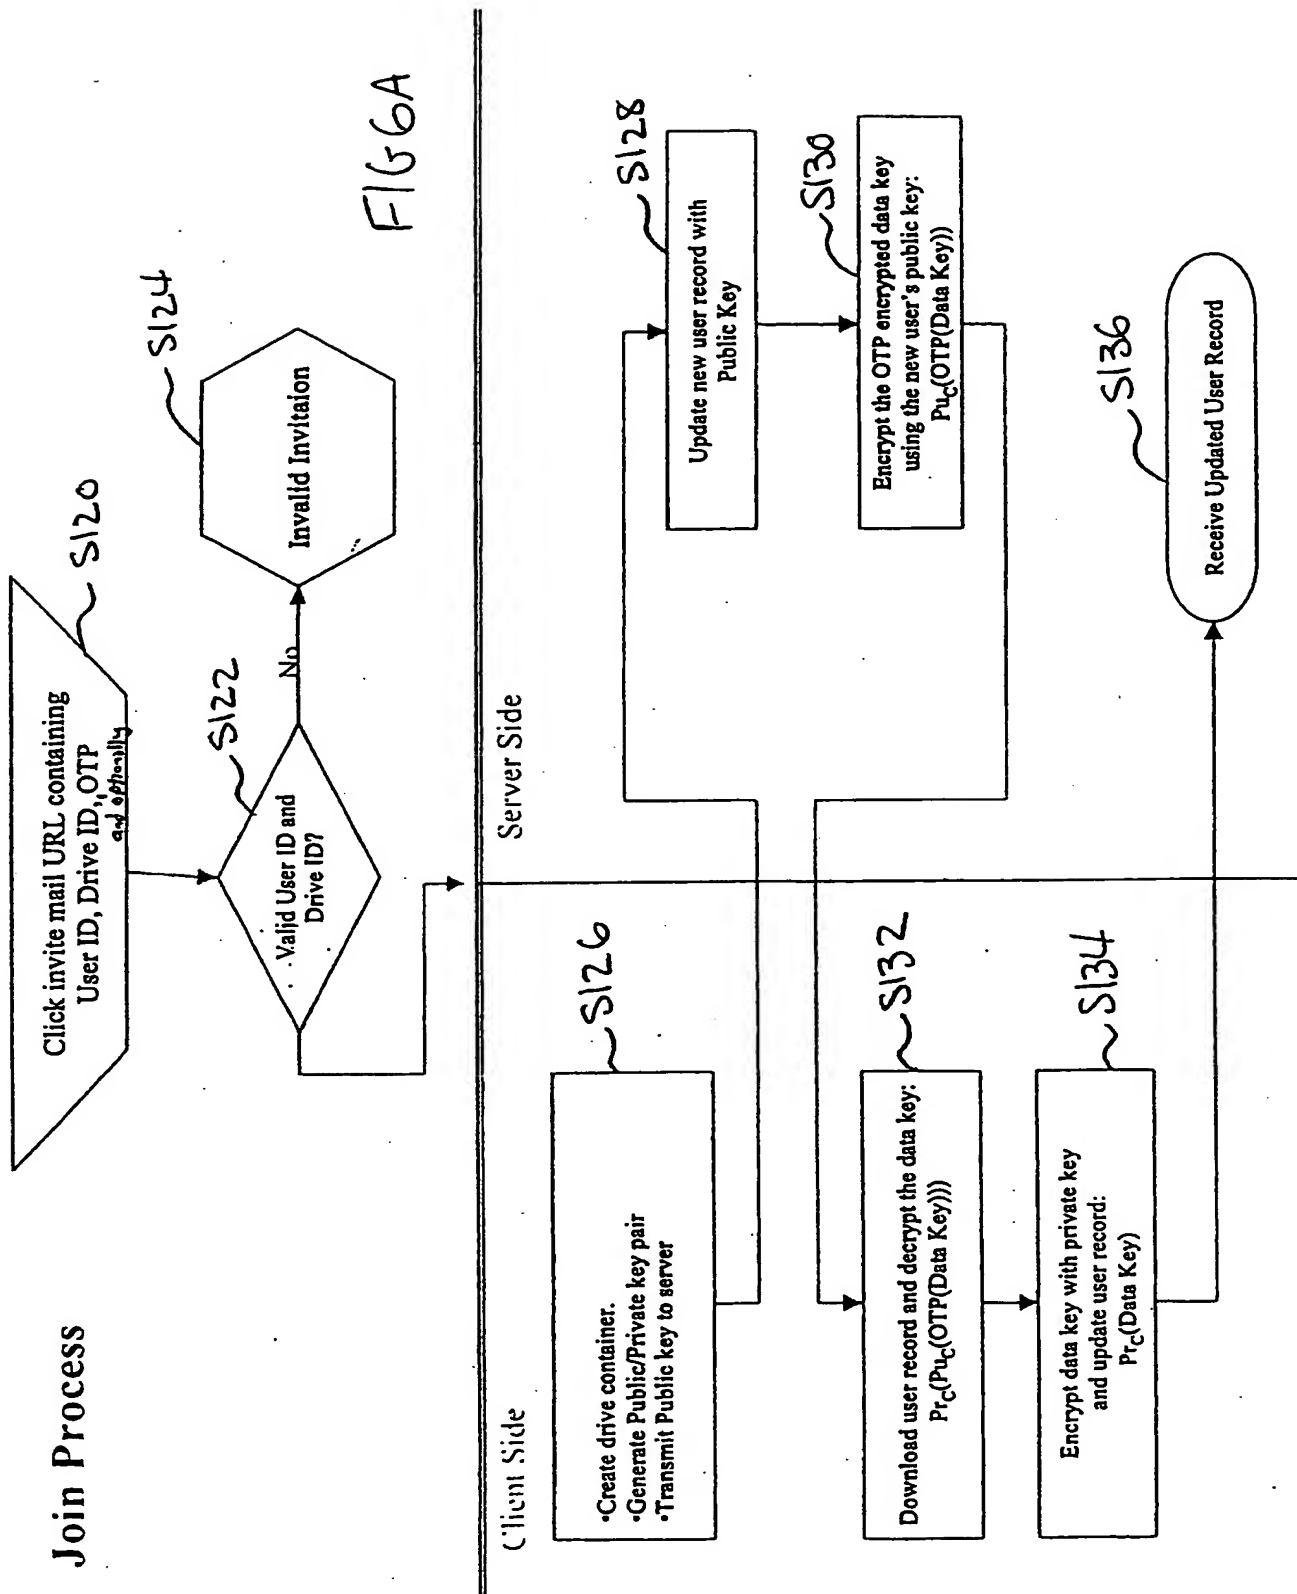 Join Process
Click invite mail URL containing
User ID, Drive ID, OTP
and optionally
S120
Valid User ID and
Drive ID?
S122
No
Invalid Invitaion
S124
FIG 6A
Client Side
Server Side
•Create drive container.
•Generate Public/Private key pair
•Transmit Public key to server
S126
Update new user record with
Public Key
S128
Encrypt the OTP encrypted data key
using the new user's public key:
PuC(OTP(Data Key))
S130
Download user record and decrypt the data key:
PrC(PuC(OTP(Data Key)))
S132
Encrypt data key with private key
and update user record:
PrC(Data Key)
S134
Receive Updated User Record
S136